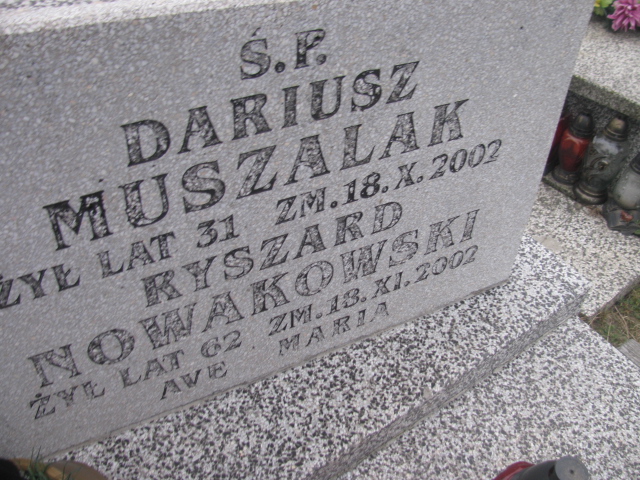 Ś.P.
DARIUSZ
MUSZALAK
ŻYŁ LAT 31 ZM. 18. X. 2002
RYSZARD
NOWAKOWSKI
ŻYŁ LAT 62 ZM. 18. XI. 2002
AVE MARIA